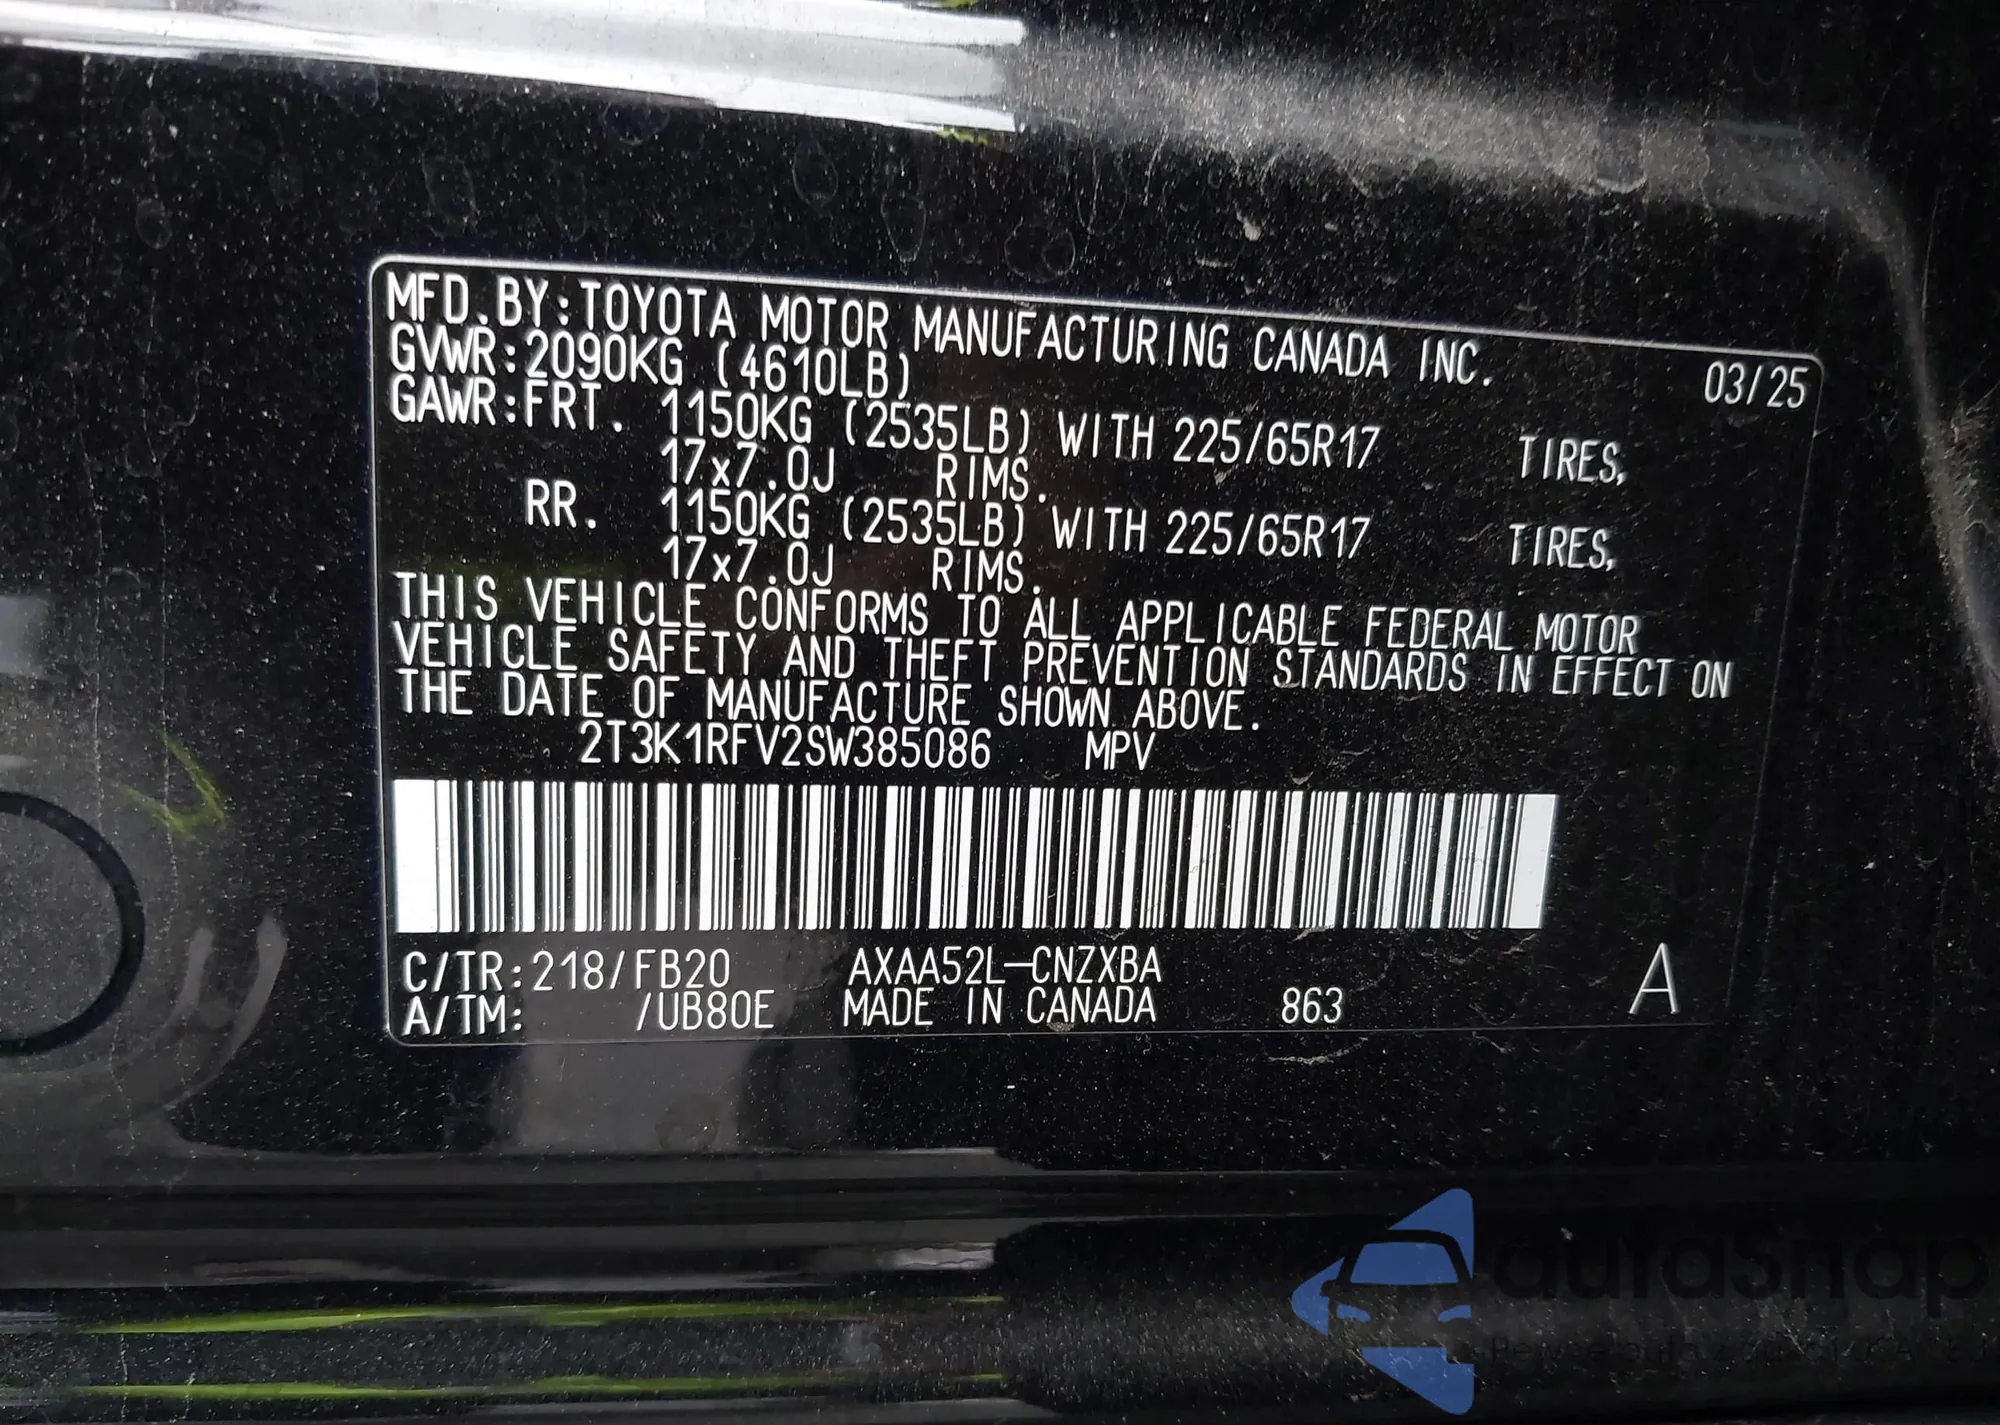 MFD.BY:TOYOTA MOTOR MANUFACTURING CANADA INC. 03/25
GVWR:2090KG (4610LB)
GAWR:FRT. 1150KG (2535LB) WITH 225/65R17 TIRES,
17x7.0J RIMS.
RR. 1150KG (2535LB) WITH 225/65R17 TIRES,
17x7.0J RIMS.
THIS VEHICLE CONFORMS TO ALL APPLICABLE FEDERAL MOTOR
VEHICLE SAFETY AND THEFT PREVENTION STANDARDS IN EFFECT ON
THE DATE OF MANUFACTURE SHOWN ABOVE.
2T3K1RFV2SW385086 MPV
C/TR:218/FB20 AXAA52L-CNZXBA A
A/TM: /UB80E MADE IN CANADA 863
autaSnap